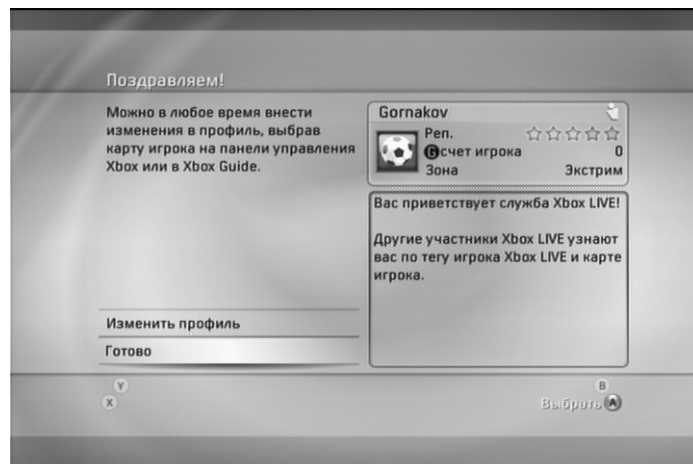 Поздравляем!
Можно в любое время внести
изменения в профиль, выбрав
карту игрока на панели управления
Xbox или в Xbox Guide.
Gornakov
Реп.
Gсчет игрока 0
Зона Экстрим
Вас приветствует служба Xbox LIVE!
Другие участники Xbox LIVE узнают
вас по тегу игрока Xbox LIVE и карте
игрока.
Изменить профиль
Готово
Y
X
B
Выбрать A